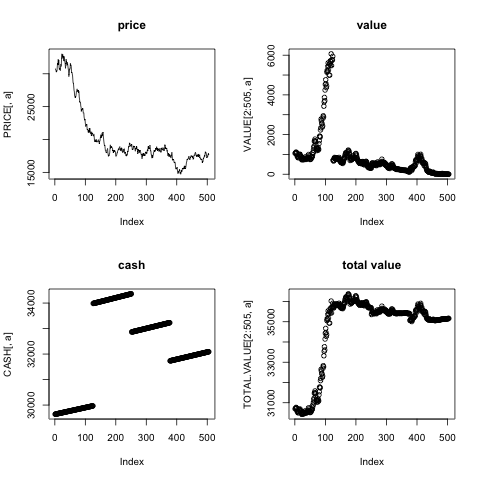 price
PRICE[, a]
15000
25000
0 100 200 300 400 500
Index
value
VALUE[2:505, a]
0
2000
4000
6000
0 100 200 300 400 500
Index
cash
CASH[, a]
30000
32000
34000
0 100 200 300 400 500
Index
total value
TOTAL.VALUE[2:505, a]
31000
33000
35000
0 100 200 300 400 500
Index